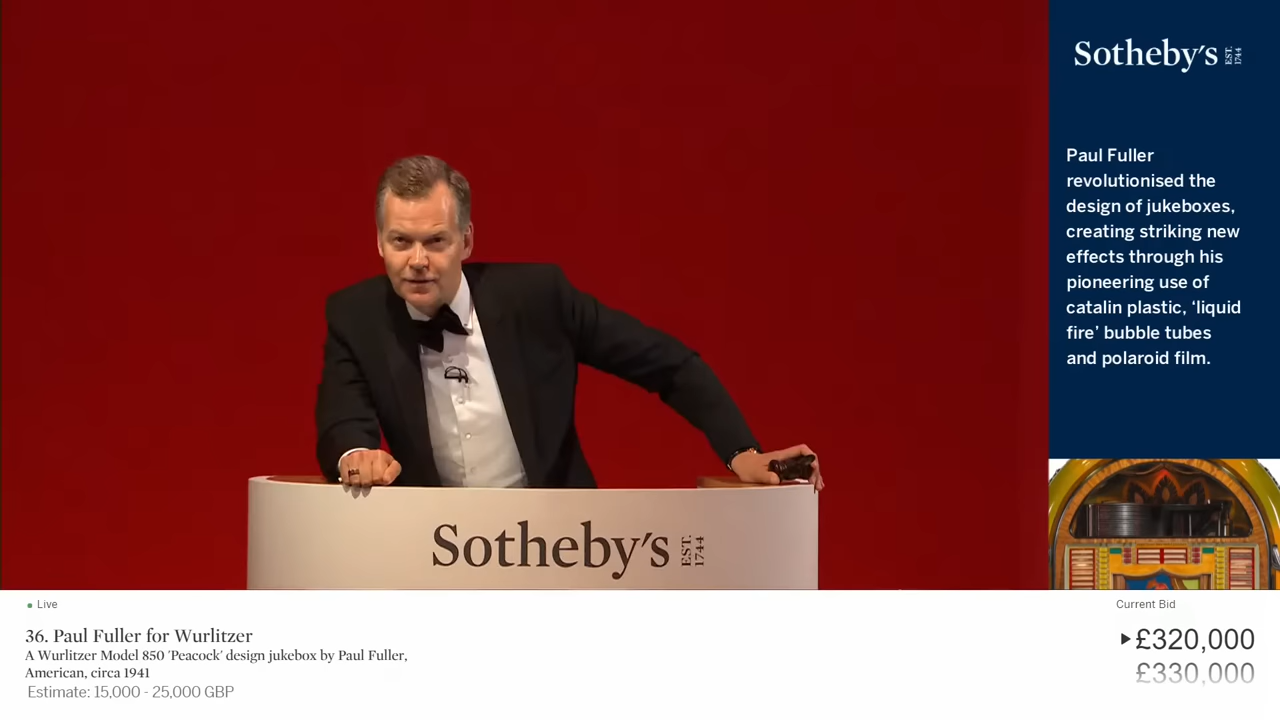 Sotheby's EST. 1744
Paul Fuller
revolutionised the
design of jukeboxes,
creating striking new
effects through his
pioneering use of
catalin plastic, ‘liquid
fire’ bubble tubes
and polaroid film.
Sotheby's EST. 1744
Live
Current Bid
36. Paul Fuller for Wurlitzer
A Wurlitzer Model 850 'Peacock' design jukebox by Paul Fuller,
American, circa 1941
Estimate: 15,000 - 25,000 GBP
£320,000
£330,000